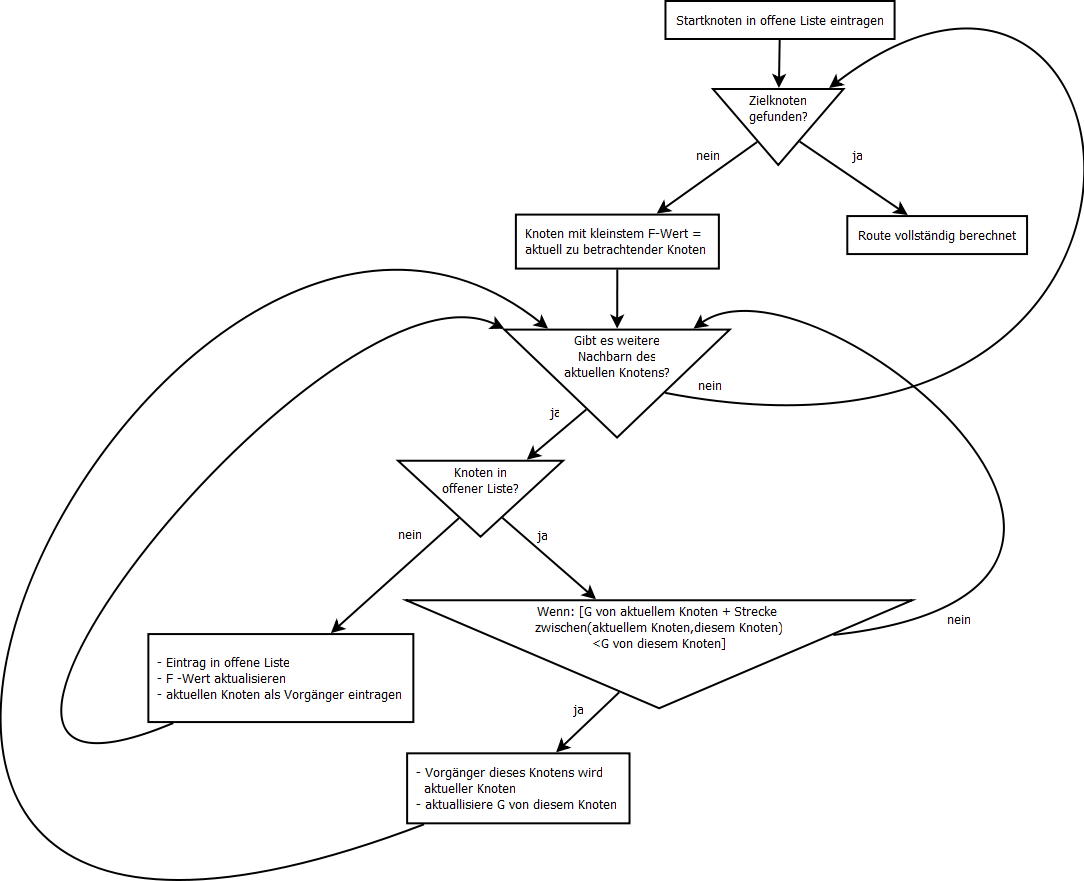 Startknoten in offene Liste eintragen
Zielknoten
gefunden?
nein
ja
Knoten mit kleinstem F-Wert =
aktuell zu betrachtender Knoten
Route vollständig berechnet
Gibt es weitere
Nachbarn des
aktuellen Knotens?
nein
ja
Knoten in
offener Liste?
nein
ja
Wenn: [G von aktuellem Knoten + Strecke
zwischen(aktuellem Knoten,diesem Knoten)
<G von diesem Knoten]
nein
- Eintrag in offene Liste
- F -Wert aktualisieren
- aktuellen Knoten als Vorgänger eintragen
ja
- Vorgänger dieses Knotens wird
aktueller Knoten
- aktuallisiere G von diesem Knoten